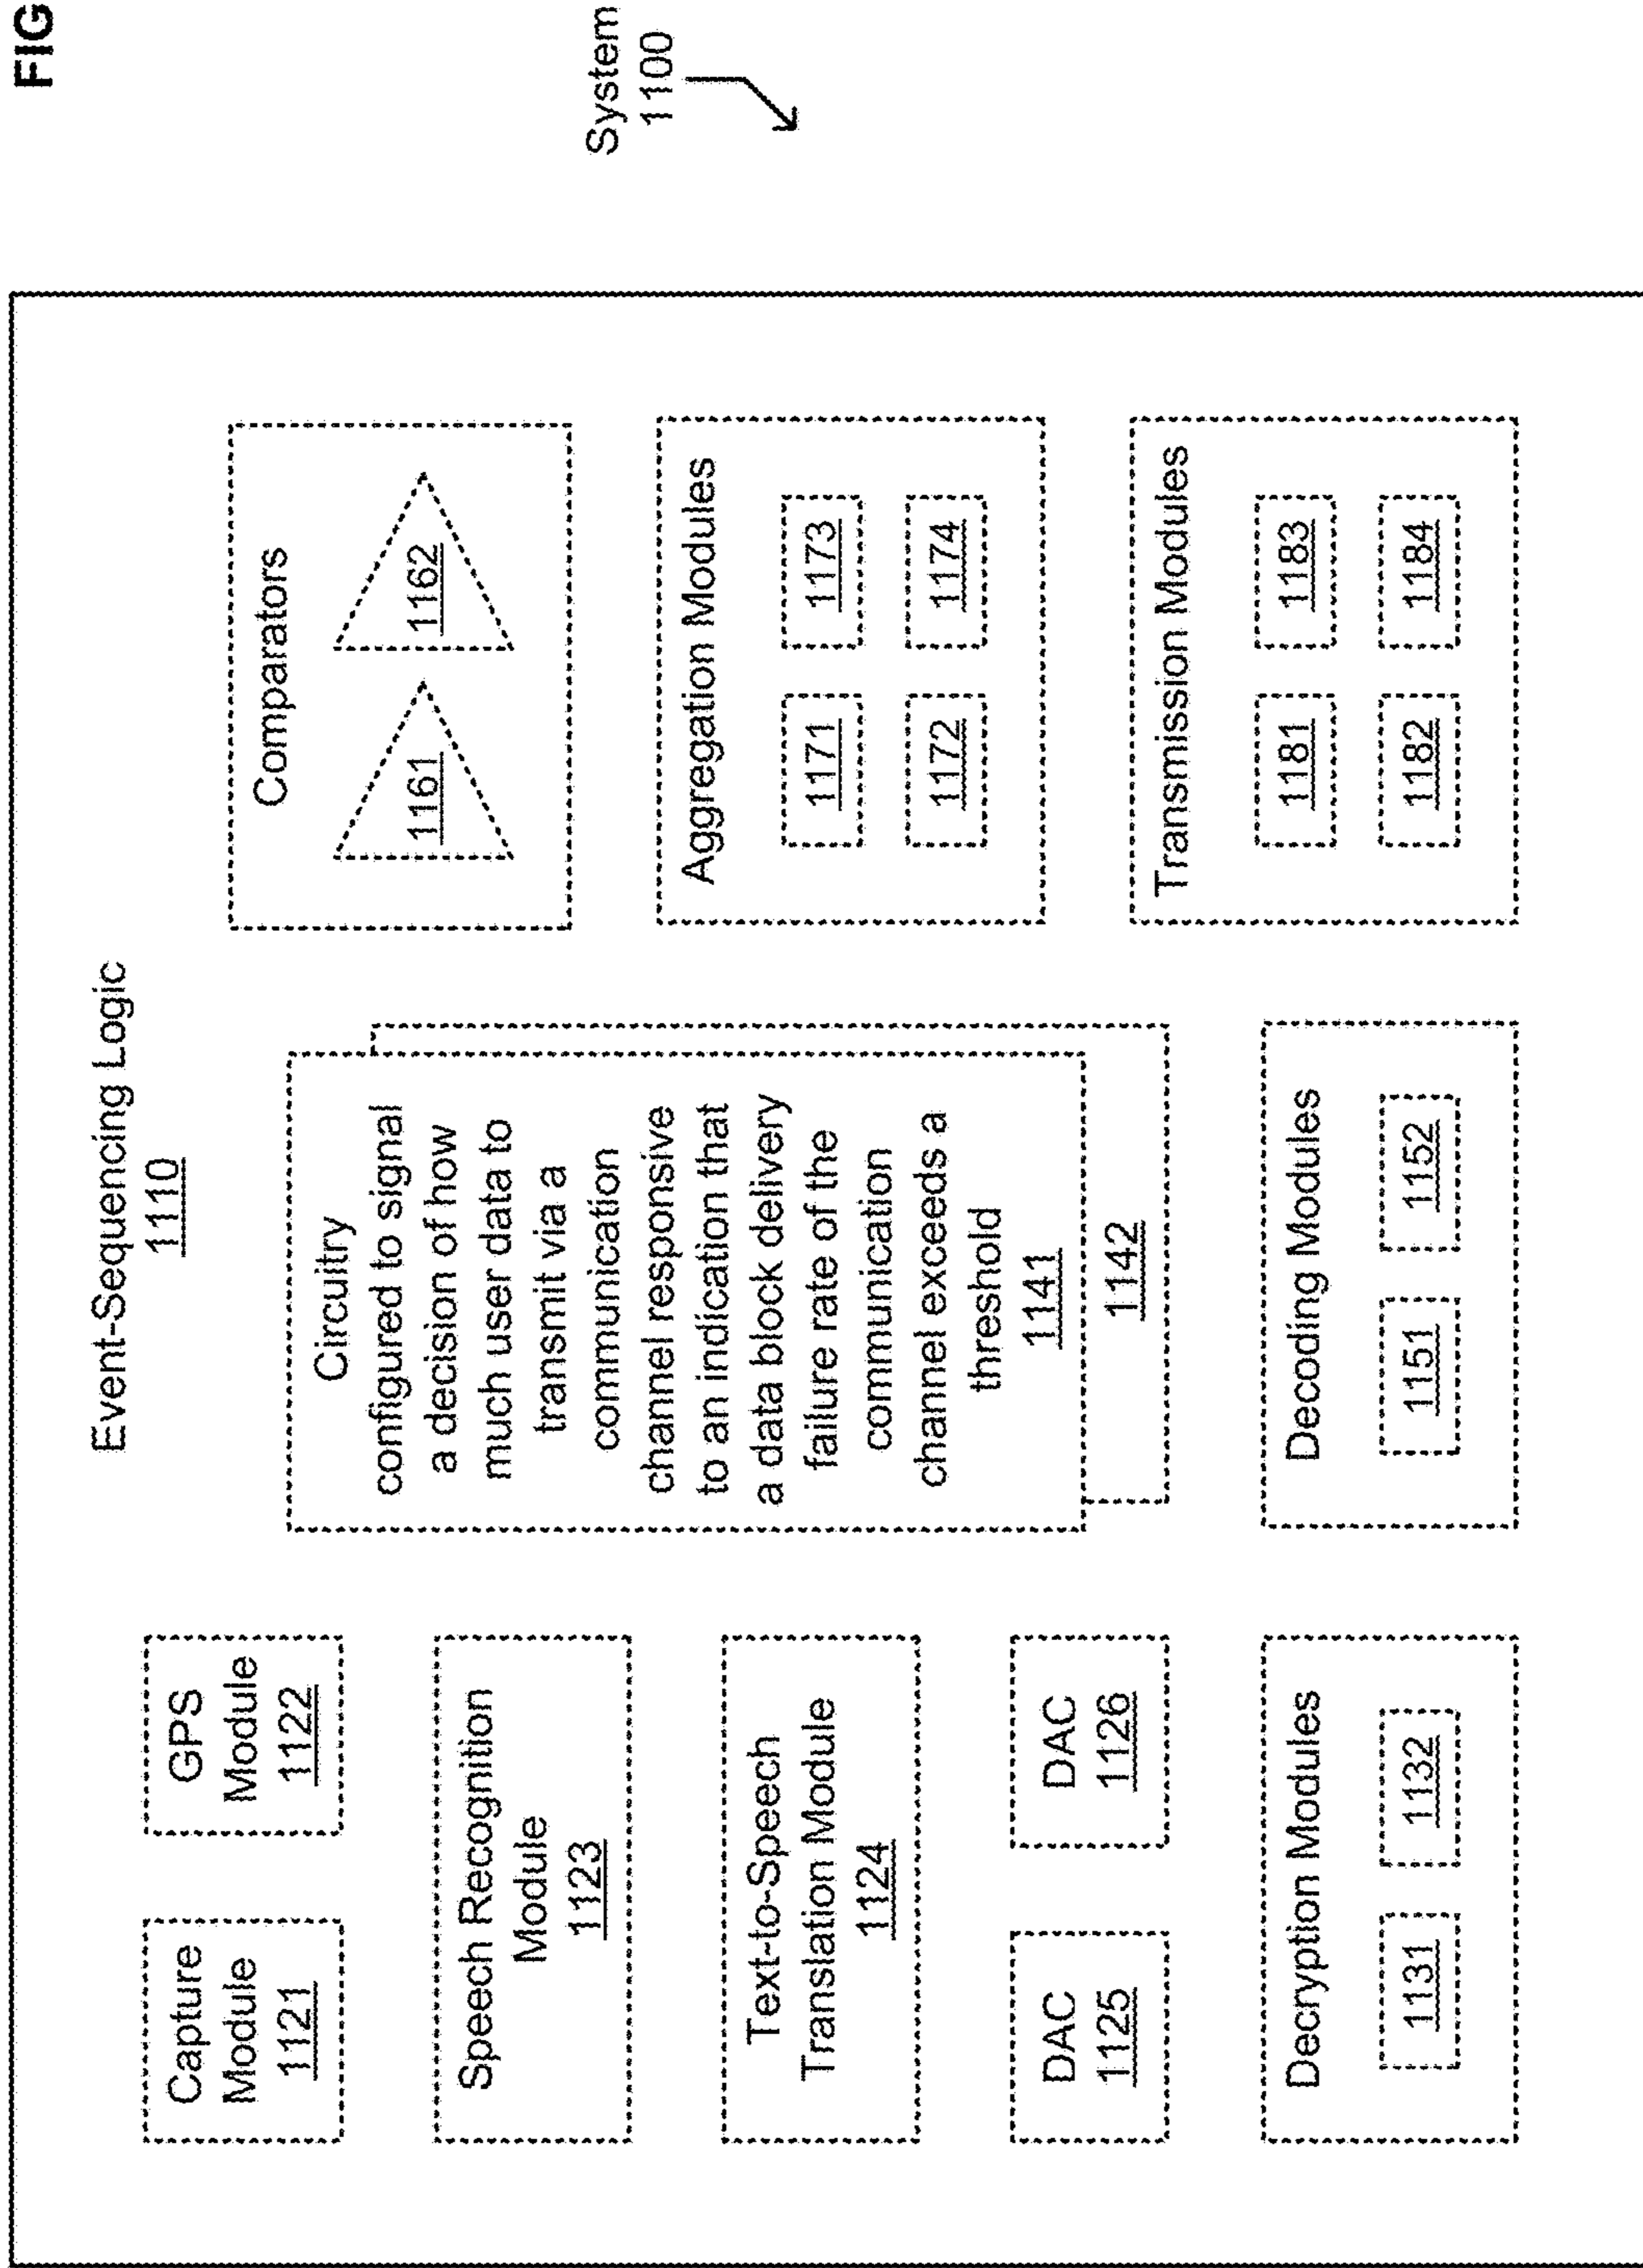 FIG
System
1100
Event-Sequencing Logic
1110
Capture
Module
1121
GPS
Module
1122
Speech Recognition
Module
1123
Text-to-Speech
Translation Module
1124
DAC
1125
DAC
1126
Decryption Modules
1131
1132
Circuitry
configured to signal
a decision of how
much user data to
transmit via a
communication
channel responsive
to an indication that
a data block delivery
failure rate of the
communication
channel exceeds a
threshold
1141
1142
Decoding Modules
1151
1152
Comparators
1161
1162
Aggregation Modules
1171
1173
1172
1174
Transmission Modules
1181
1183
1182
1184